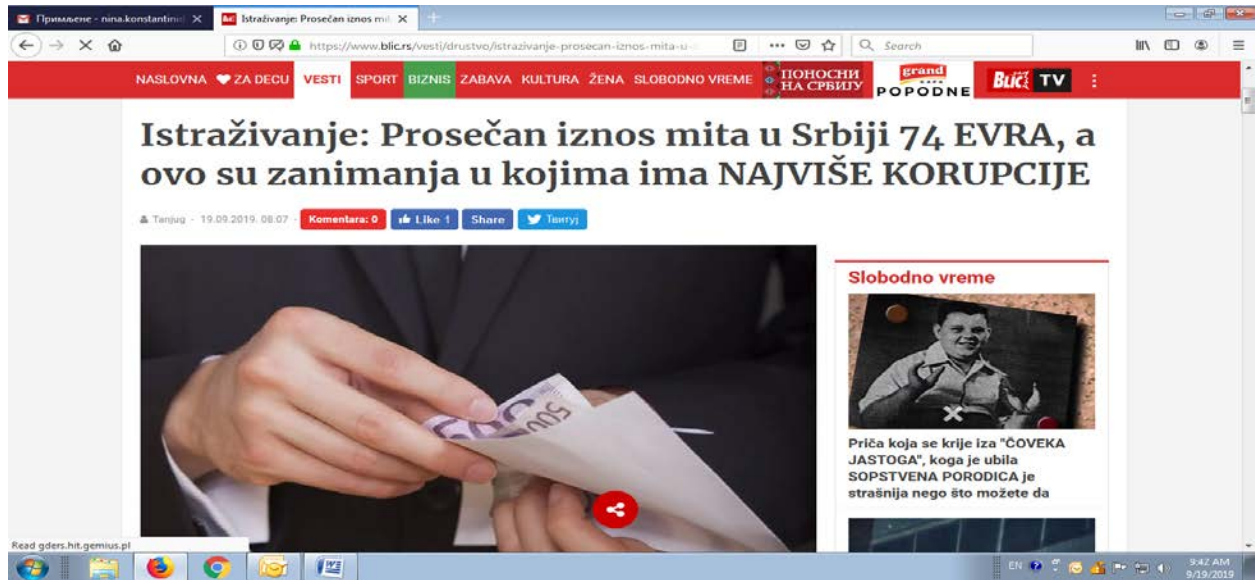 Примљене - nina.konstantino
Istraživanje: Prosečan iznos mit
https://www.blic.rs/vesti/drustvo/istrazivanje-prosecan-iznos-mita-u-
Search
NASLOVNA ZA DECU VESTI SPORT BIZNIS ZABAVA KULTURA ŽENA SLOBODNO VREME
ПОНОСНИ
НА СРБИЈУ
grand
POPODNE
Blic TV
Istraživanje: Prosečan iznos mita u Srbiji 74 EVRA, a
ovo su zanimanja u kojima ima NAJVIŠE KORUPCIJE
Tanjug - 19.09.2019. 08:07 - Komentara: 0 Like 1 Share Твитуј
500
Slobodno vreme
Priča koja se krije iza "ČOVEKA
JASTOGA", koga je ubila
SOPSTVENA PORODICA je
strašnija nego što možete da
Read gders.hit.gemius.pl
EN
9:42 AM
9/19/2019